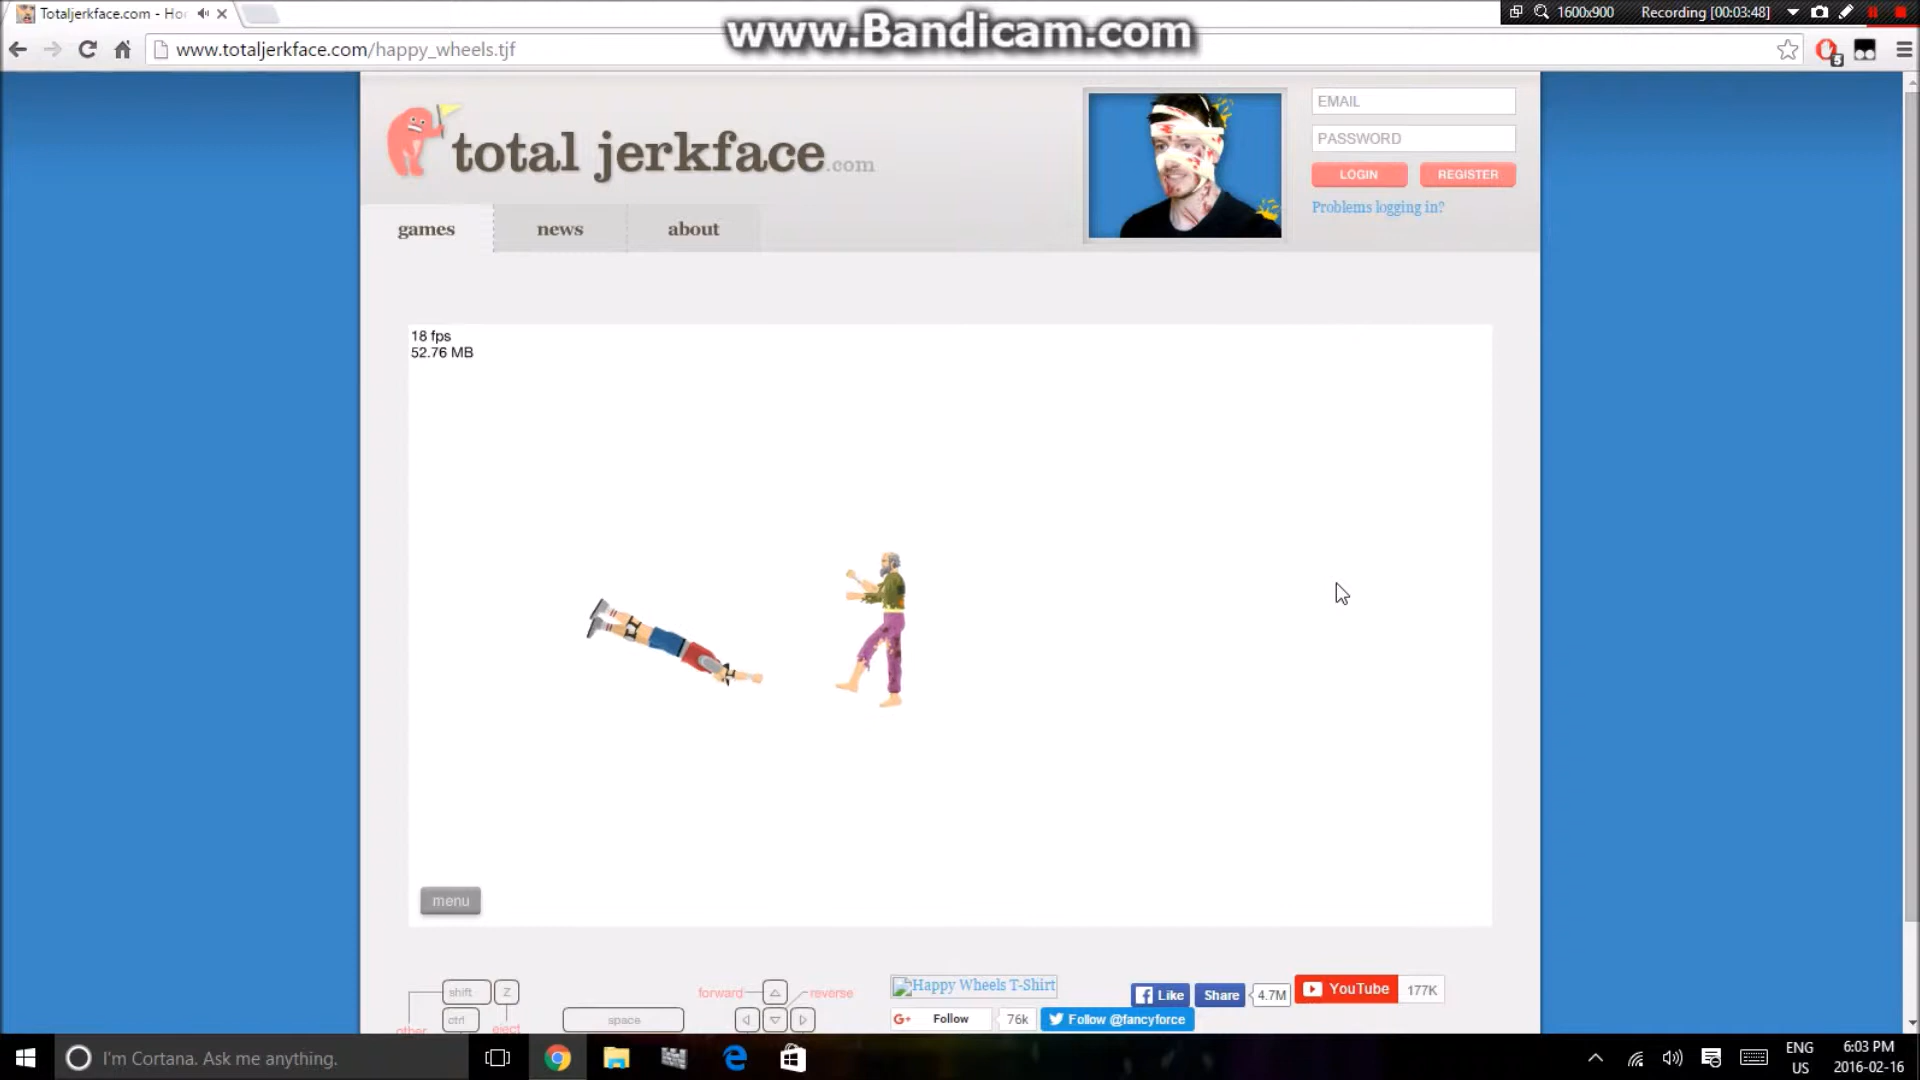 Totaljerkface.com - Ho
www.Bandicam.com
1600x900
Recording [00:03:48]
www.totaljerkface.com/happy_wheels.tjf
5
total jerkface.com
EMAIL
PASSWORD
LOGIN
REGISTER
Problems logging in?
games
news
about
18 fps
52.76 MB
menu
shift
Z
ctrl
eject
other
space
forward
reverse
Happy Wheels T-Shirt
Like
Share
4.7M
YouTube
177K
G+ Follow
76k
Follow @fancyforce
I'm Cortana. Ask me anything.
ENG
US
6:03 PM
2016-02-16